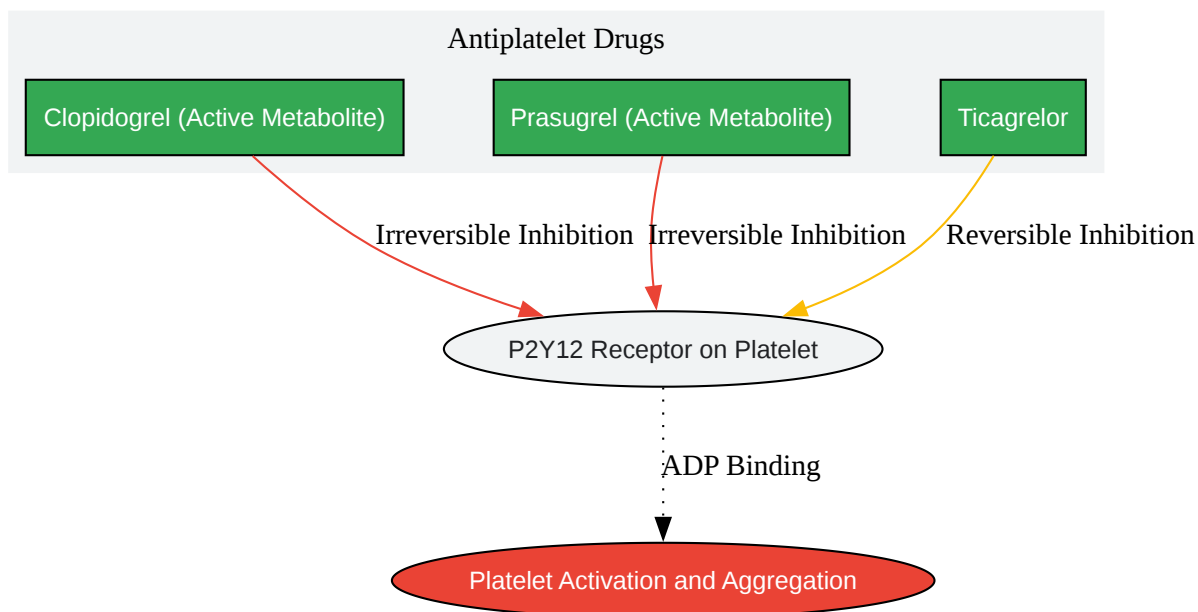 Antiplatelet Drugs
Clopidogrel (Active Metabolite)
Prasugrel (Active Metabolite)
Ticagrelor
Irreversible Inhibition
Irreversible Inhibition
Reversible Inhibition
P2Y12 Receptor on Platelet
ADP Binding
Platelet Activation and Aggregation